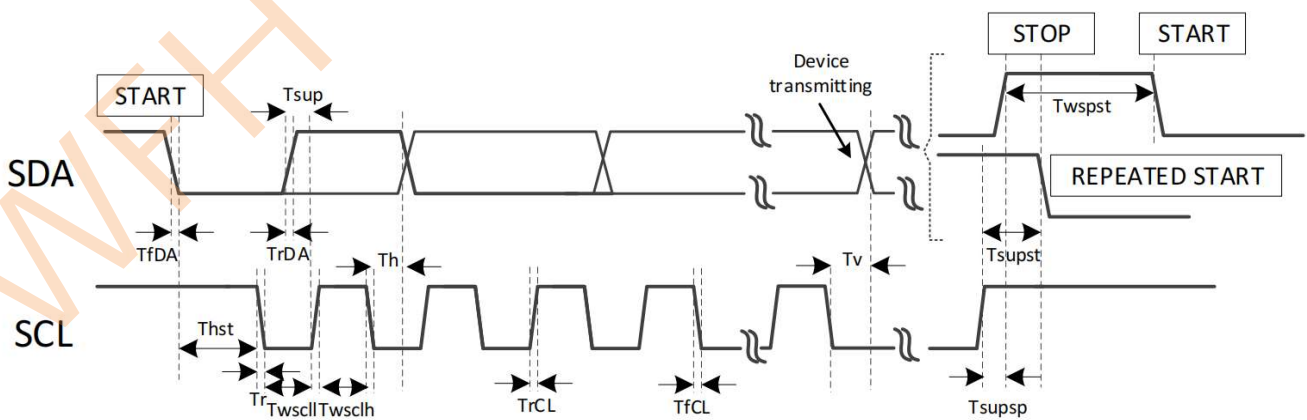 WFH
STOP
START
Device
transmitting
START
Tsup
Twspst
SDA
REPEATED START
TfDA
TrDA
Th
Tv
Tsupst
SCL
Thst
Tr
Twscll
Twsclh
TrCL
TfCL
Tsupsp